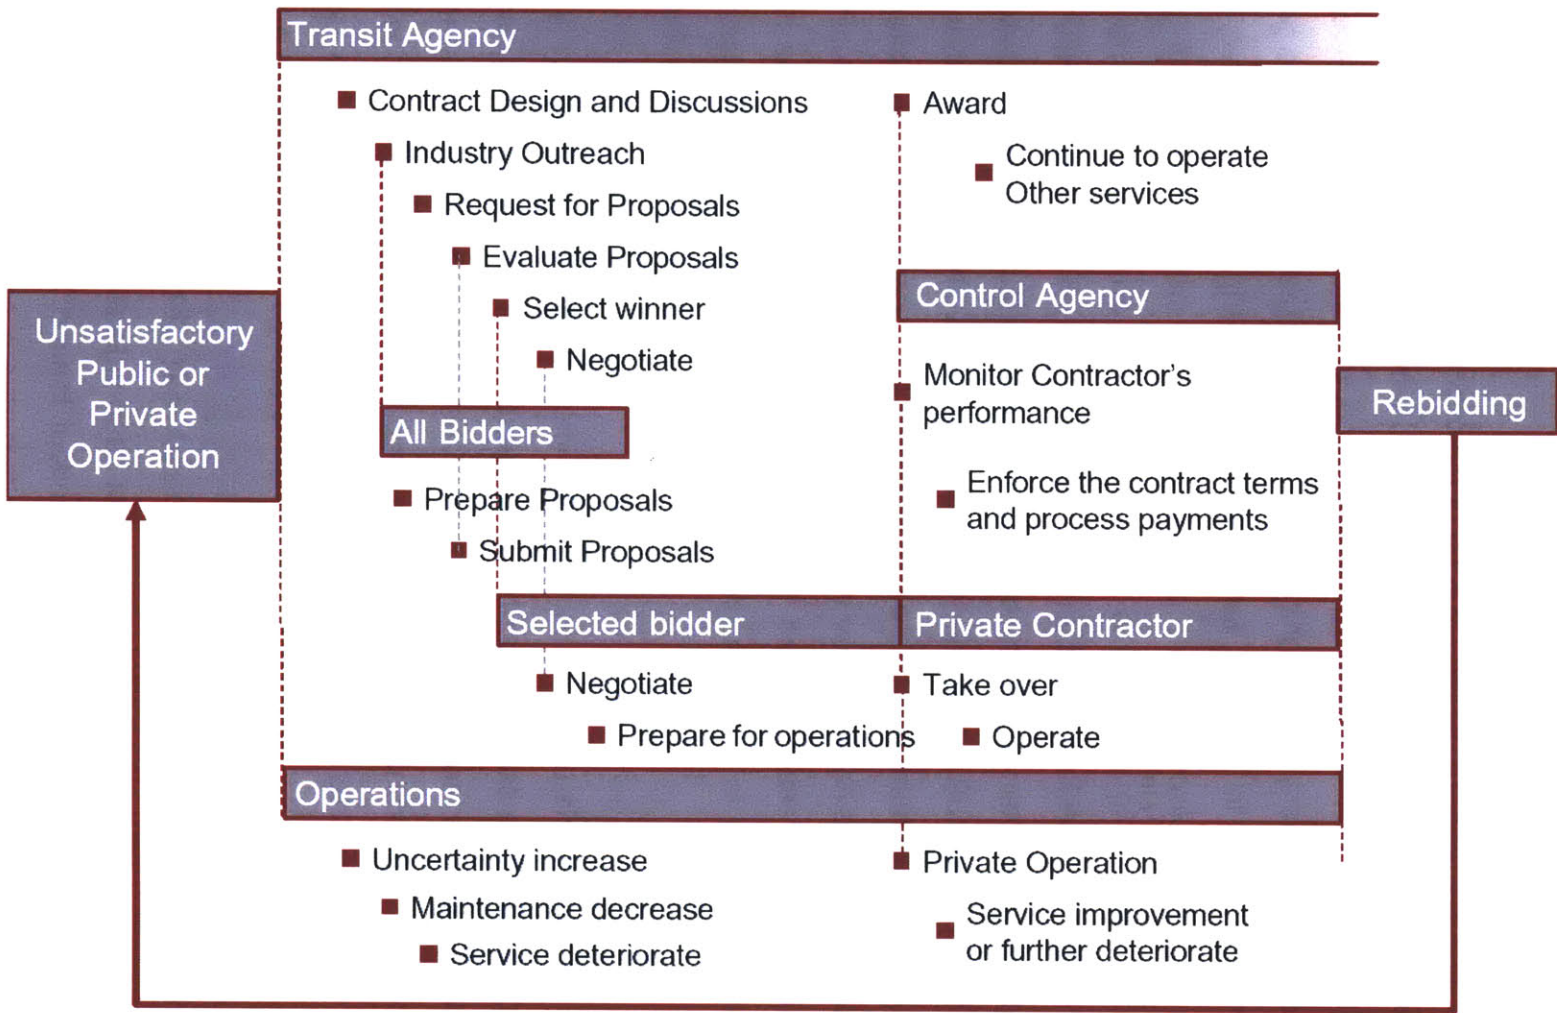 Transit Agency
Contract Design and Discussions
Industry Outreach
Request for Proposals
Evaluate Proposals
Select winner
Negotiate
Award
Continue to operate
Other services
Control Agency
Monitor Contractor's
performance
Enforce the contract terms
and process payments
Unsatisfactory
Public or
Private
Operation
Rebidding
All Bidders
Prepare Proposals
Submit Proposals
Selected bidder
Negotiate
Prepare for operations
Private Contractor
Take over
Operate
Operations
Uncertainty increase
Maintenance decrease
Service deteriorate
Private Operation
Service improvement
or further deteriorate